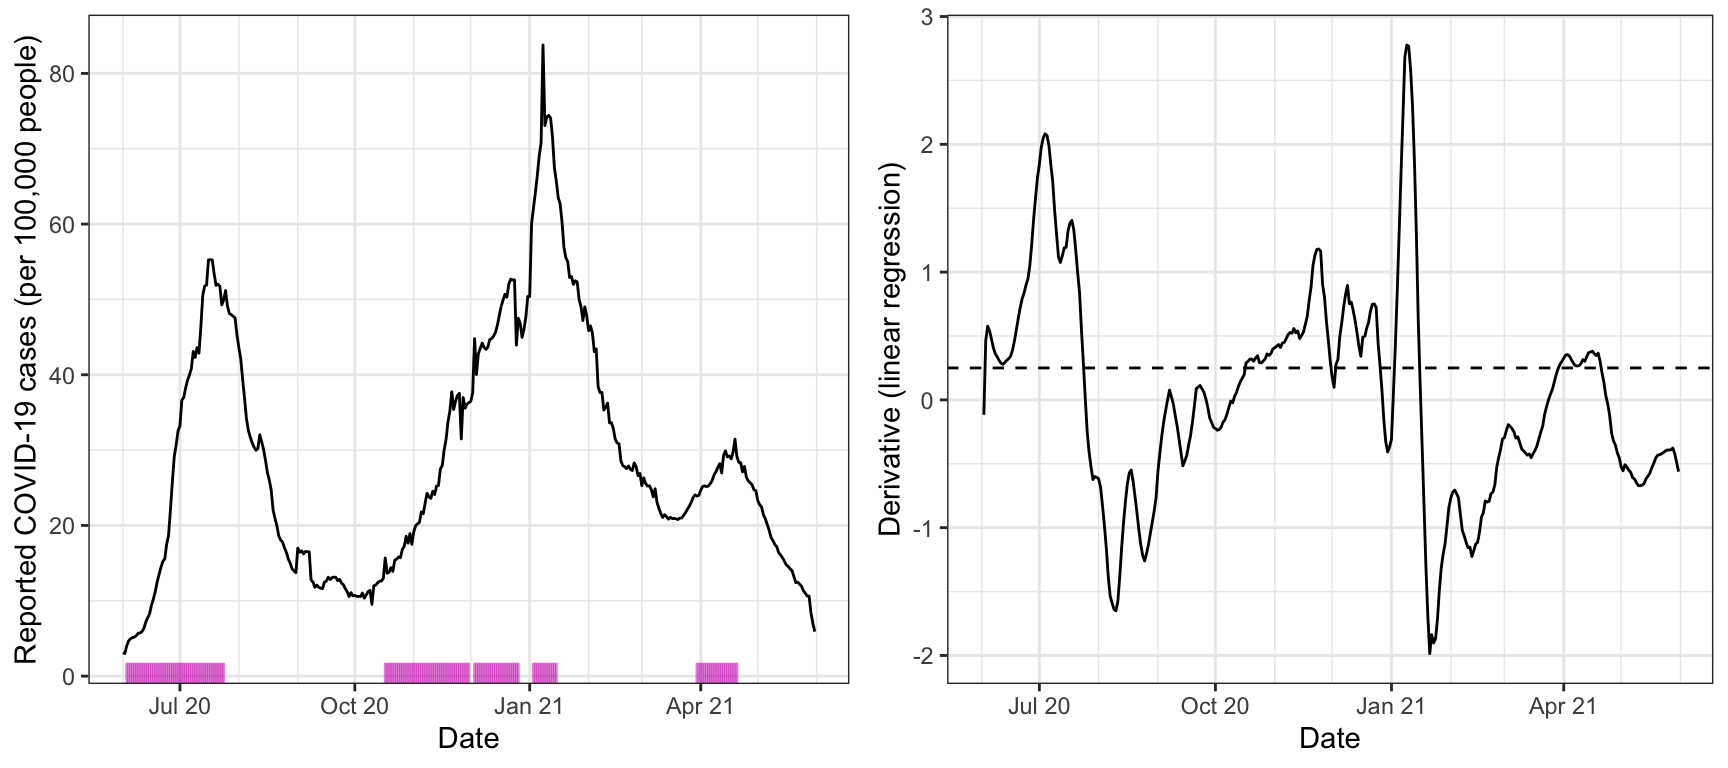 Reported COVID-19 cases (per 100,000 people)
80
60
40
20
0
Jul 20
Oct 20
Jan 21
Apr 21
Date
Derivative (linear regression)
3
2
1
0
-1
-2
Jul 20
Oct 20
Jan 21
Apr 21
Date